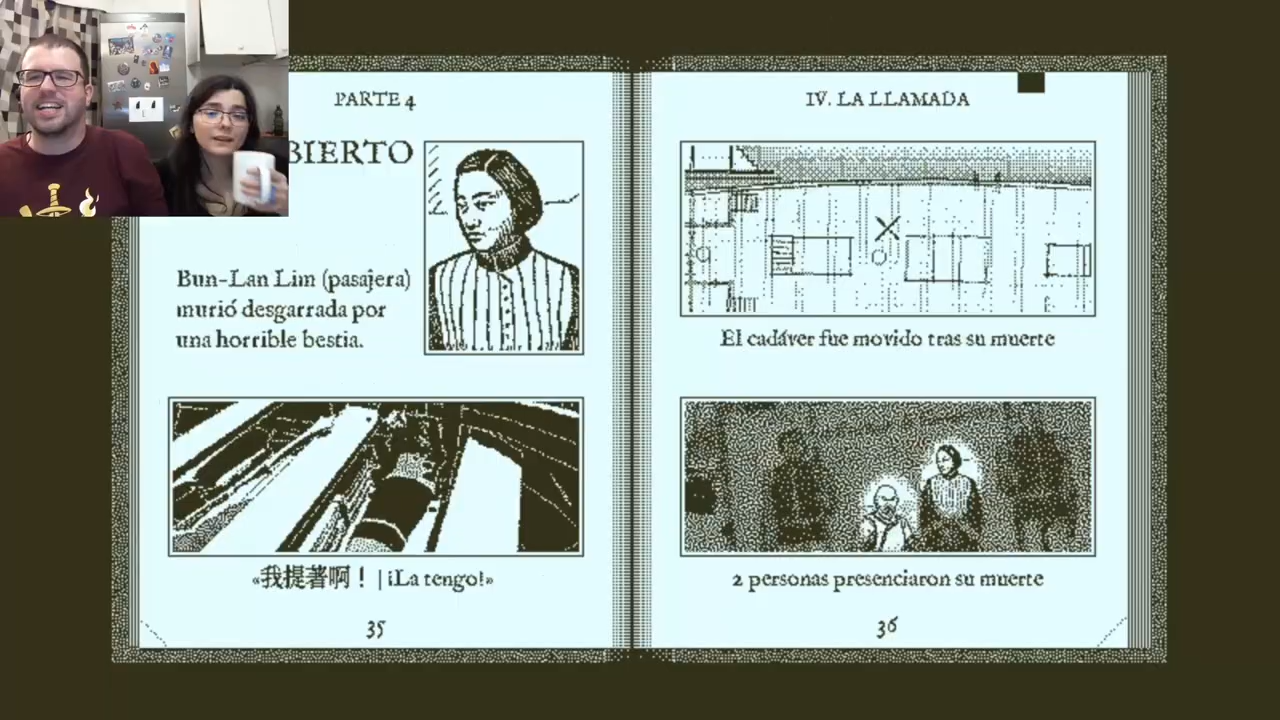 PARTE 4
BIERTO
Bun-Lan Lim (pasajera)
murió desgarrada por
una horrible bestia.
«我提著啊！ | ¡La tengo!»
35
IV. LA LLAMADA
El cadáver fue movido tras su muerte
2 personas presenciaron su muerte
36